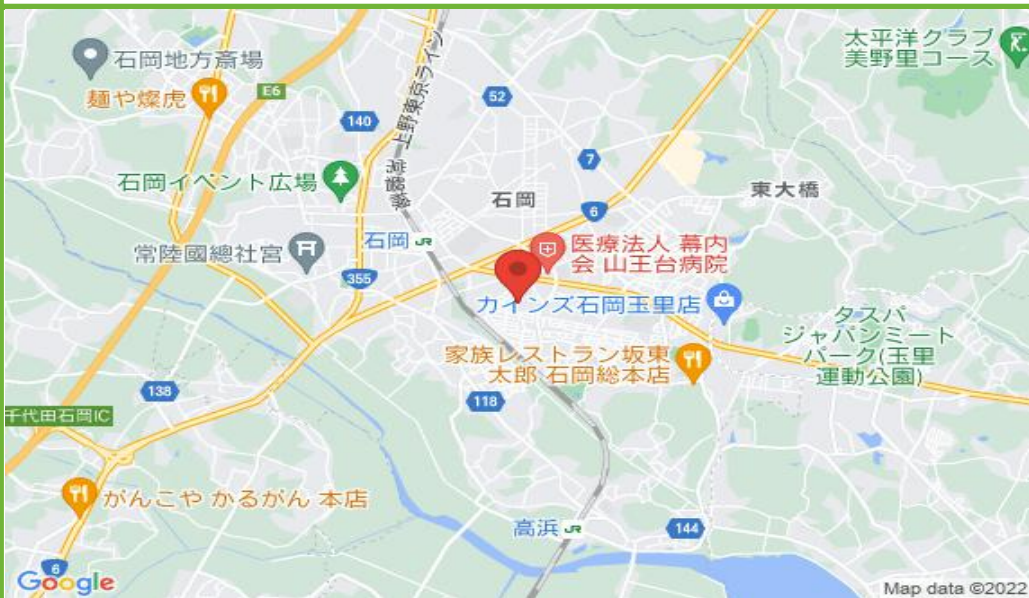 石岡地方斎場
麺や燦虎
E6
140
52
7
太平洋クラブ
美野里コース
石岡イベント広場
石岡
東大橋
6
常陸國總社宮
石岡 JR
355
医療法人 幕内
会 山王台病院
カインズ石岡玉里店
タスパ
ジャパンミート
パーク(玉里
運動公園)
家族レストラン坂東
太郎 石岡総本店
138
118
千代田石岡IC
がんこや かるがん 本店
高浜 JR
144
6
Google
Map data ©2022